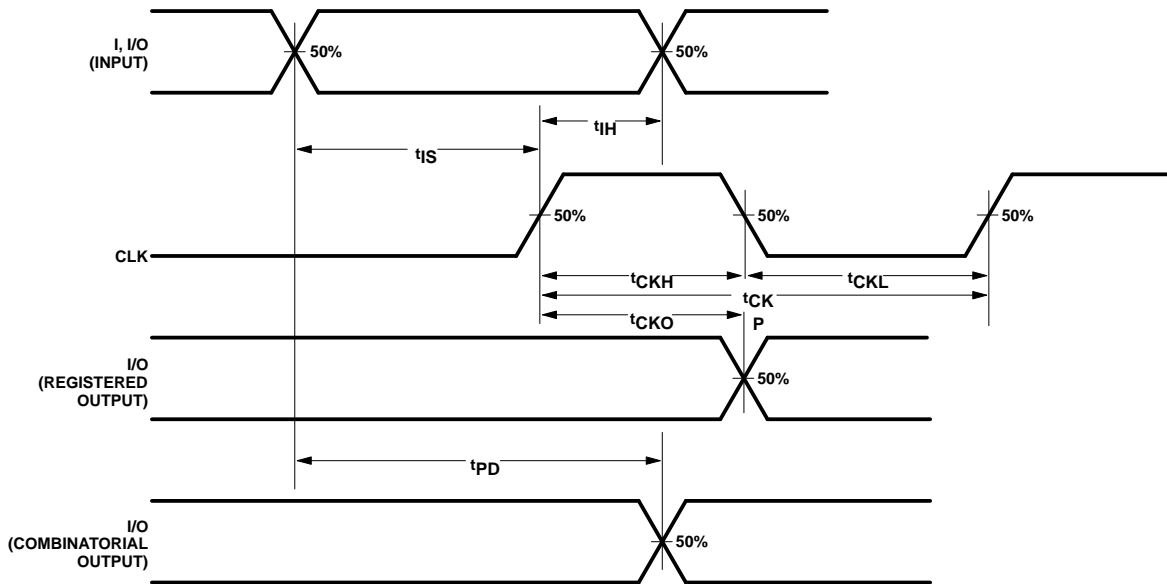 I, I/O
(INPUT)
50%
50%
tIH
tIS
CLK
50%
50%
50%
tCKH
tCKL
tCK
P
tCKO
I/O
(REGISTERED
OUTPUT)
50%
tPD
I/O
(COMBINATORIAL
OUTPUT)
50%